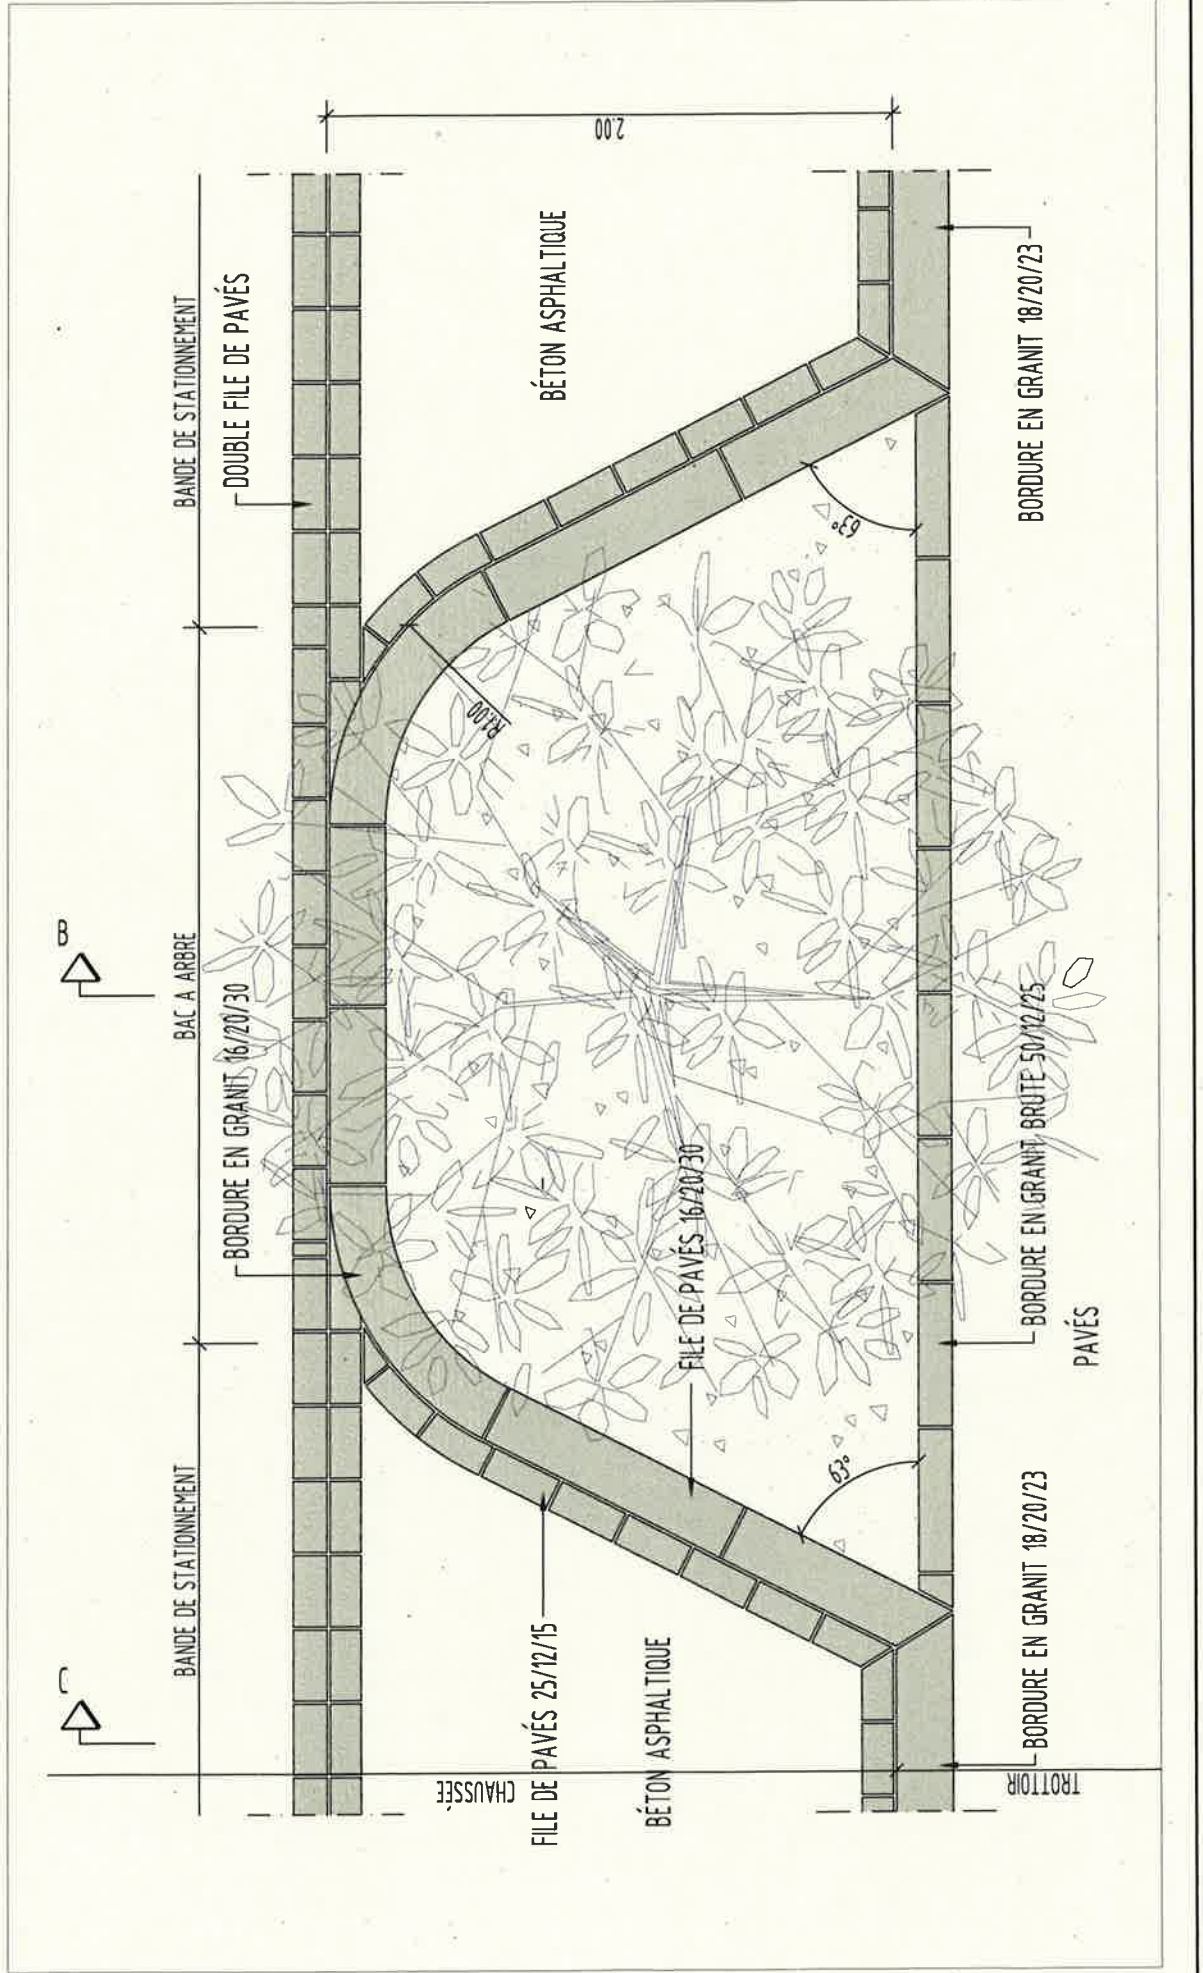 C
B
BANDE DE STATIONNEMENT
BAC A ARBRE
BANDE DE STATIONNEMENT
BORDURE EN GRANIT 16/20/30
DOUBLE FILE DE PAVÉS
2.00
R1.00
CHAUSSÉE
FILE DE PAVÉS 25/12/15
BÉTON ASPHALTIQUE
BÉTON ASPHALTIQUE
FILE DE PAVÉS 16/20/30
63°
63°
TROTTOIR
BORDURE EN GRANIT 18/20/23
BORDURE EN GRANIT BRUTE 50/12/25
BORDURE EN GRANIT 18/20/23
PAVÉS